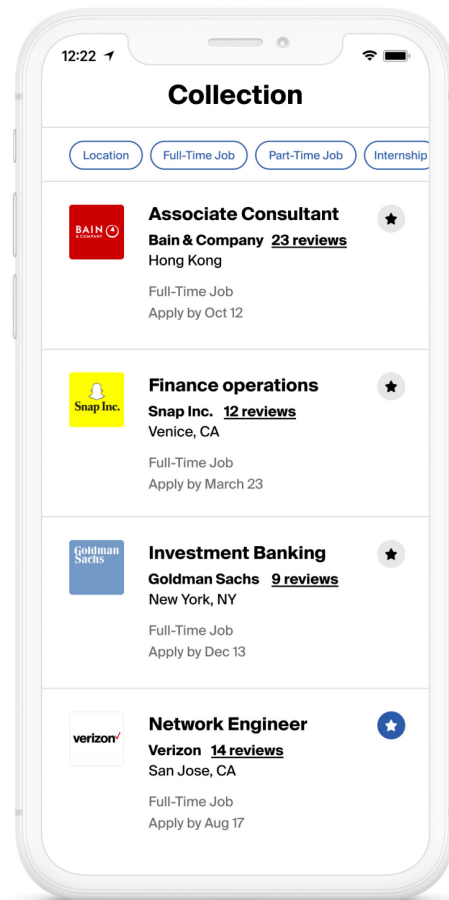 12:22
Collection
Location
Full-Time Job
Part-Time Job
Internship
BAIN
& COMPANY
Associate Consultant
Bain & Company 23 reviews
Hong Kong
Full-Time Job
Apply by Oct 12
Snap Inc.
Finance operations
Snap Inc. 12 reviews
Venice, CA
Full-Time Job
Apply by March 23
Goldman
Sachs
Investment Banking
Goldman Sachs 9 reviews
New York, NY
Full-Time Job
Apply by Dec 13
verizon
Network Engineer
Verizon 14 reviews
San Jose, CA
Full-Time Job
Apply by Aug 17